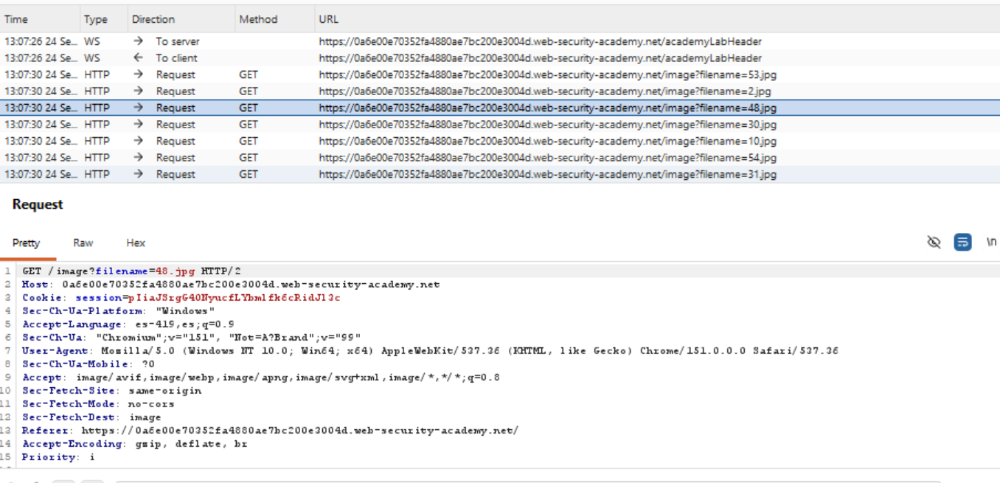 Time Type Direction Method URL
13:07:26 24 Se... WS → To server https://0a6e00e70352fa4880ae7bc200e3004d.web-security-academy.net/academyLabHeader
13:07:26 24 Se... WS ← To client https://0a6e00e70352fa4880ae7bc200e3004d.web-security-academy.net/academyLabHeader
13:07:30 24 Se... HTTP → Request GET https://0a6e00e70352fa4880ae7bc200e3004d.web-security-academy.net/image?filename=53.jpg
13:07:30 24 Se... HTTP → Request GET https://0a6e00e70352fa4880ae7bc200e3004d.web-security-academy.net/image?filename=2.jpg
13:07:30 24 Se... HTTP → Request GET https://0a6e00e70352fa4880ae7bc200e3004d.web-security-academy.net/image?filename=48.jpg
13:07:30 24 Se... HTTP → Request GET https://0a6e00e70352fa4880ae7bc200e3004d.web-security-academy.net/image?filename=30.jpg
13:07:30 24 Se... HTTP → Request GET https://0a6e00e70352fa4880ae7bc200e3004d.web-security-academy.net/image?filename=10.jpg
13:07:30 24 Se... HTTP → Request GET https://0a6e00e70352fa4880ae7bc200e3004d.web-security-academy.net/image?filename=54.jpg
13:07:30 24 Se... HTTP → Request GET https://0a6e00e70352fa4880ae7bc200e3004d.web-security-academy.net/image?filename=31.jpg
Request
Pretty Raw Hex \n
1 GET /image?filename=48.jpg HTTP/2
2 Host: 0a6e00e70352fa4880ae7bc200e3004d.web-security-academy.net
3 Cookie: session=pIiaJSrgG40NyucfLYbmlfk6cRidJl3c
4 Sec-Ch-Ua-Platform: "Windows"
5 Accept-Language: es-419,es;q=0.9
6 Sec-Ch-Ua: "Chromium";v="151", "Not=A?Brand";v="99"
7 User-Agent: Mozilla/5.0 (Windows NT 10.0; Win64; x64) AppleWebKit/537.36 (KHTML, like Gecko) Chrome/151.0.0.0 Safari/537.36
8 Sec-Ch-Ua-Mobile: ?0
9 Accept: image/avif,image/webp,image/apng,image/svg+xml,image/*,*/*;q=0.8
10 Sec-Fetch-Site: same-origin
11 Sec-Fetch-Mode: no-cors
12 Sec-Fetch-Dest: image
13 Referer: https://0a6e00e70352fa4880ae7bc200e3004d.web-security-academy.net/
14 Accept-Encoding: gzip, deflate, br
15 Priority: i